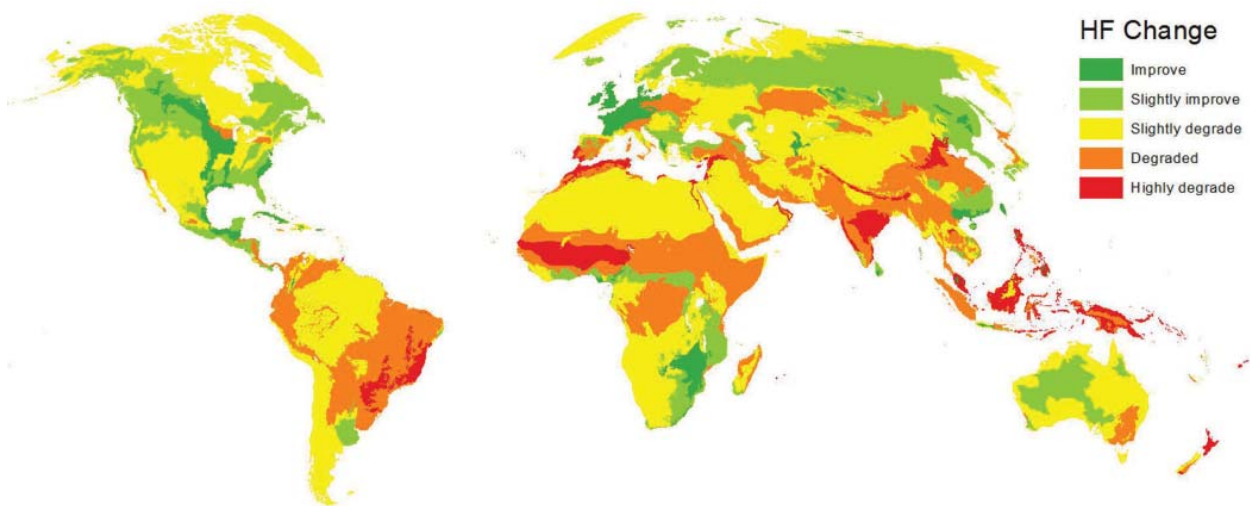 HF Change
Improve
Slightly improve
Slightly degrade
Degraded
Highly degrade